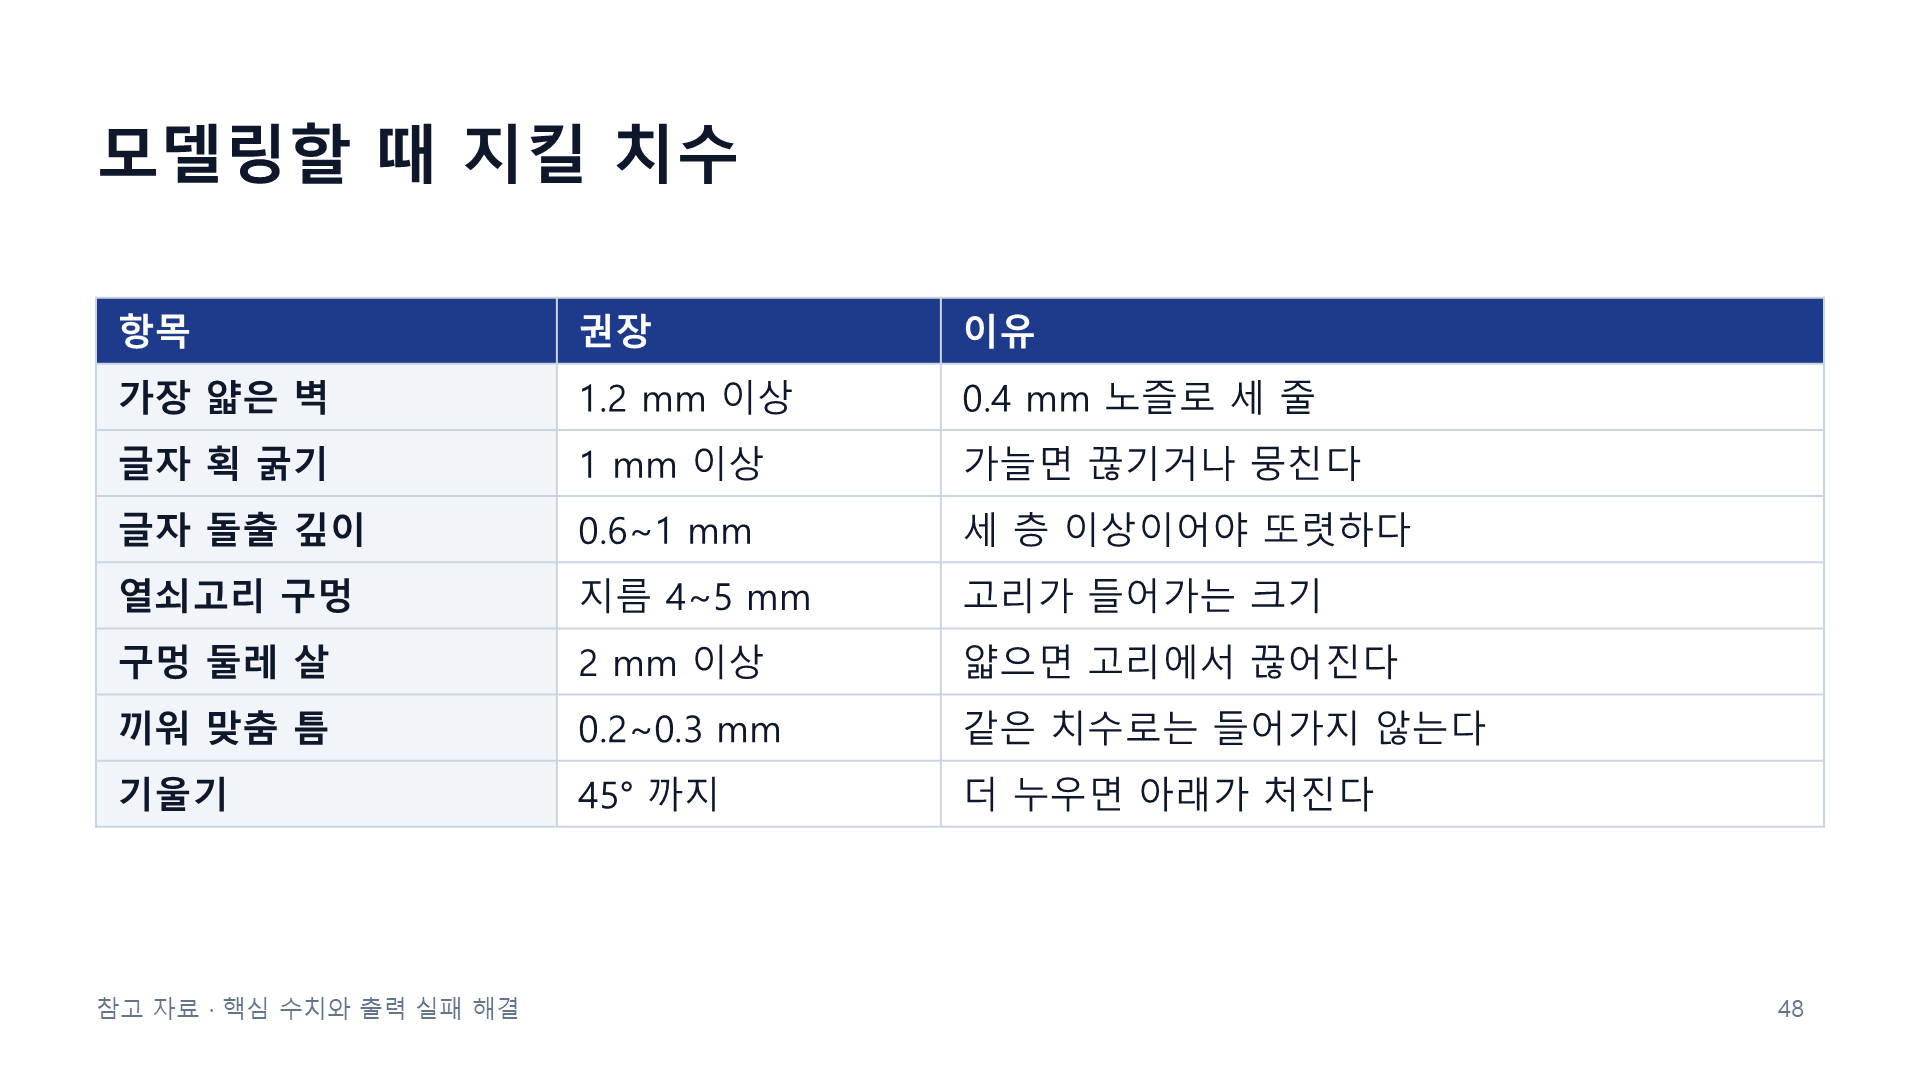 모델링할 때 지킬 치수
항목 권장 이유
가장 얇은 벽 1.2 mm 이상 0.4 mm 노즐로 세 줄
글자 획 굵기 1 mm 이상 가늘면 끊기거나 뭉친다
글자 돌출 깊이 0.6~1 mm 세 층 이상이어야 또렷하다
열쇠고리 구멍 지름 4~5 mm 고리가 들어가는 크기
구멍 둘레 살 2 mm 이상 얇으면 고리에서 끊어진다
끼워 맞춤 틈 0.2~0.3 mm 같은 치수로는 들어가지 않는다
기울기 45° 까지 더 누우면 아래가 처진다
참고 자료 · 핵심 수치와 출력 실패 해결 48